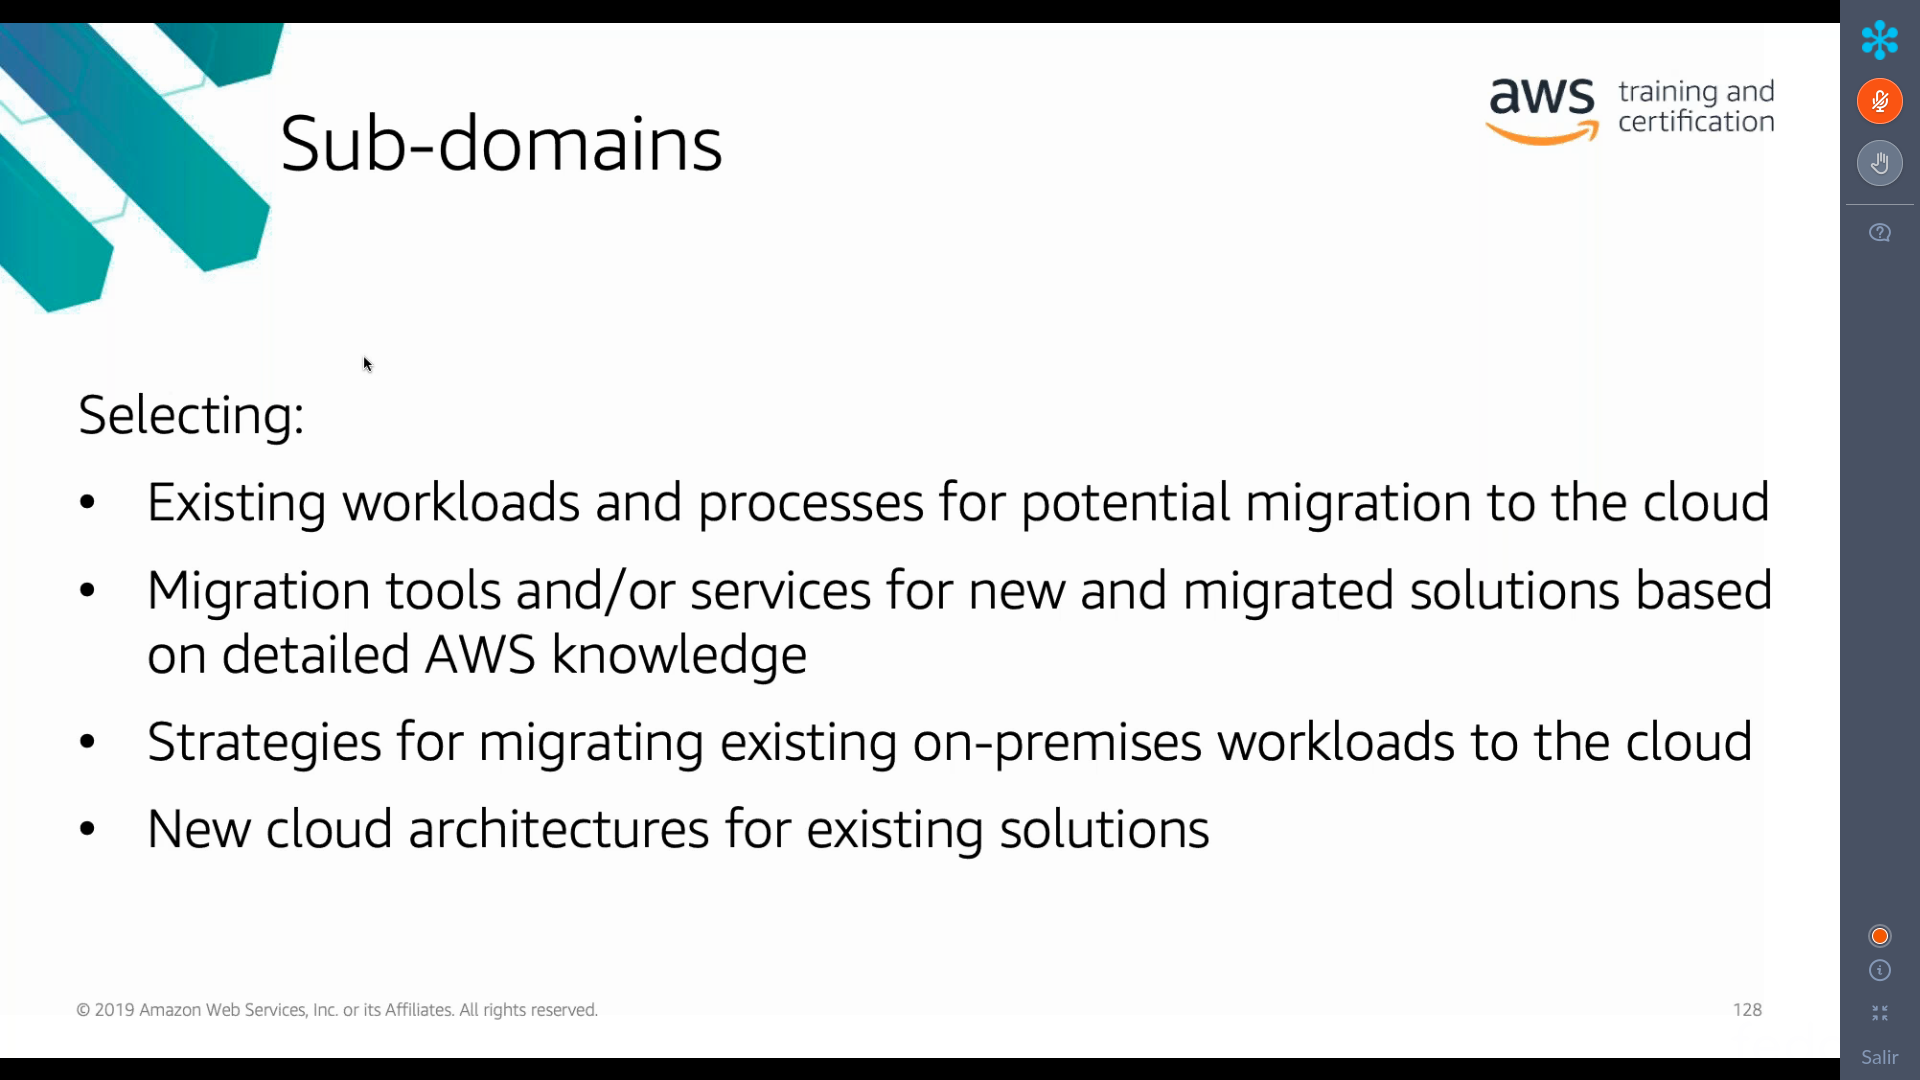 Sub-domains
aws training and
certification
Selecting:
• Existing workloads and processes for potential migration to the cloud
• Migration tools and/or services for new and migrated solutions based
on detailed AWS knowledge
• Strategies for migrating existing on-premises workloads to the cloud
• New cloud architectures for existing solutions
© 2019 Amazon Web Services, Inc. or its Affiliates. All rights reserved.
128
Salir